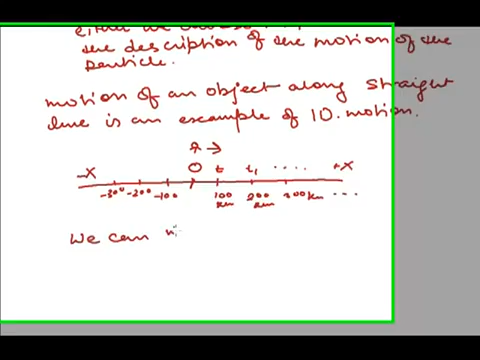 the description of the motion of the
particle.
motion of an object along straight
line is an example of 1D. motion.
-X O t t₁ .... +X
-300 -200 -100 100 km 200 km 300 km ...
We can